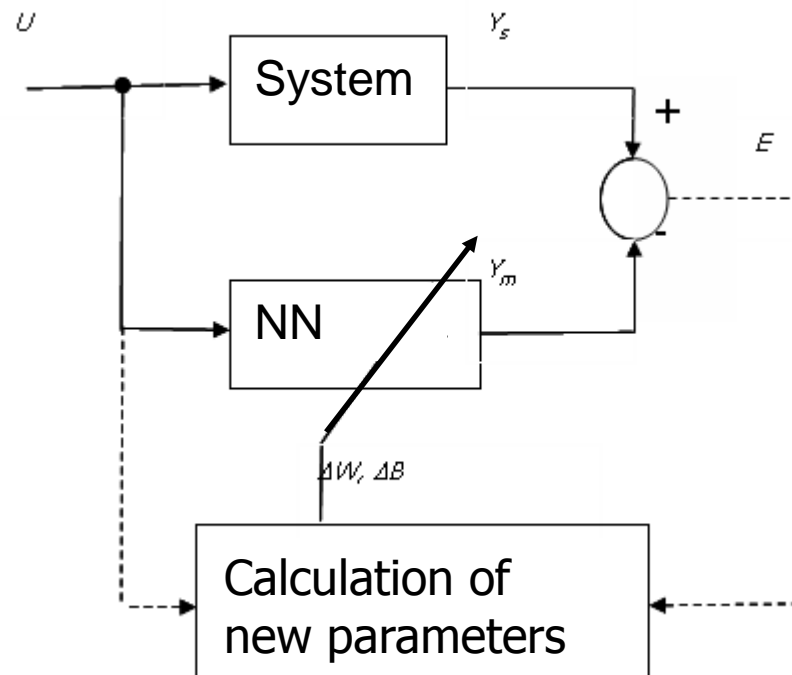 U
Y_s
System
+
E
-
Y_m
NN
ΔW, ΔB
Calculation of
new parameters